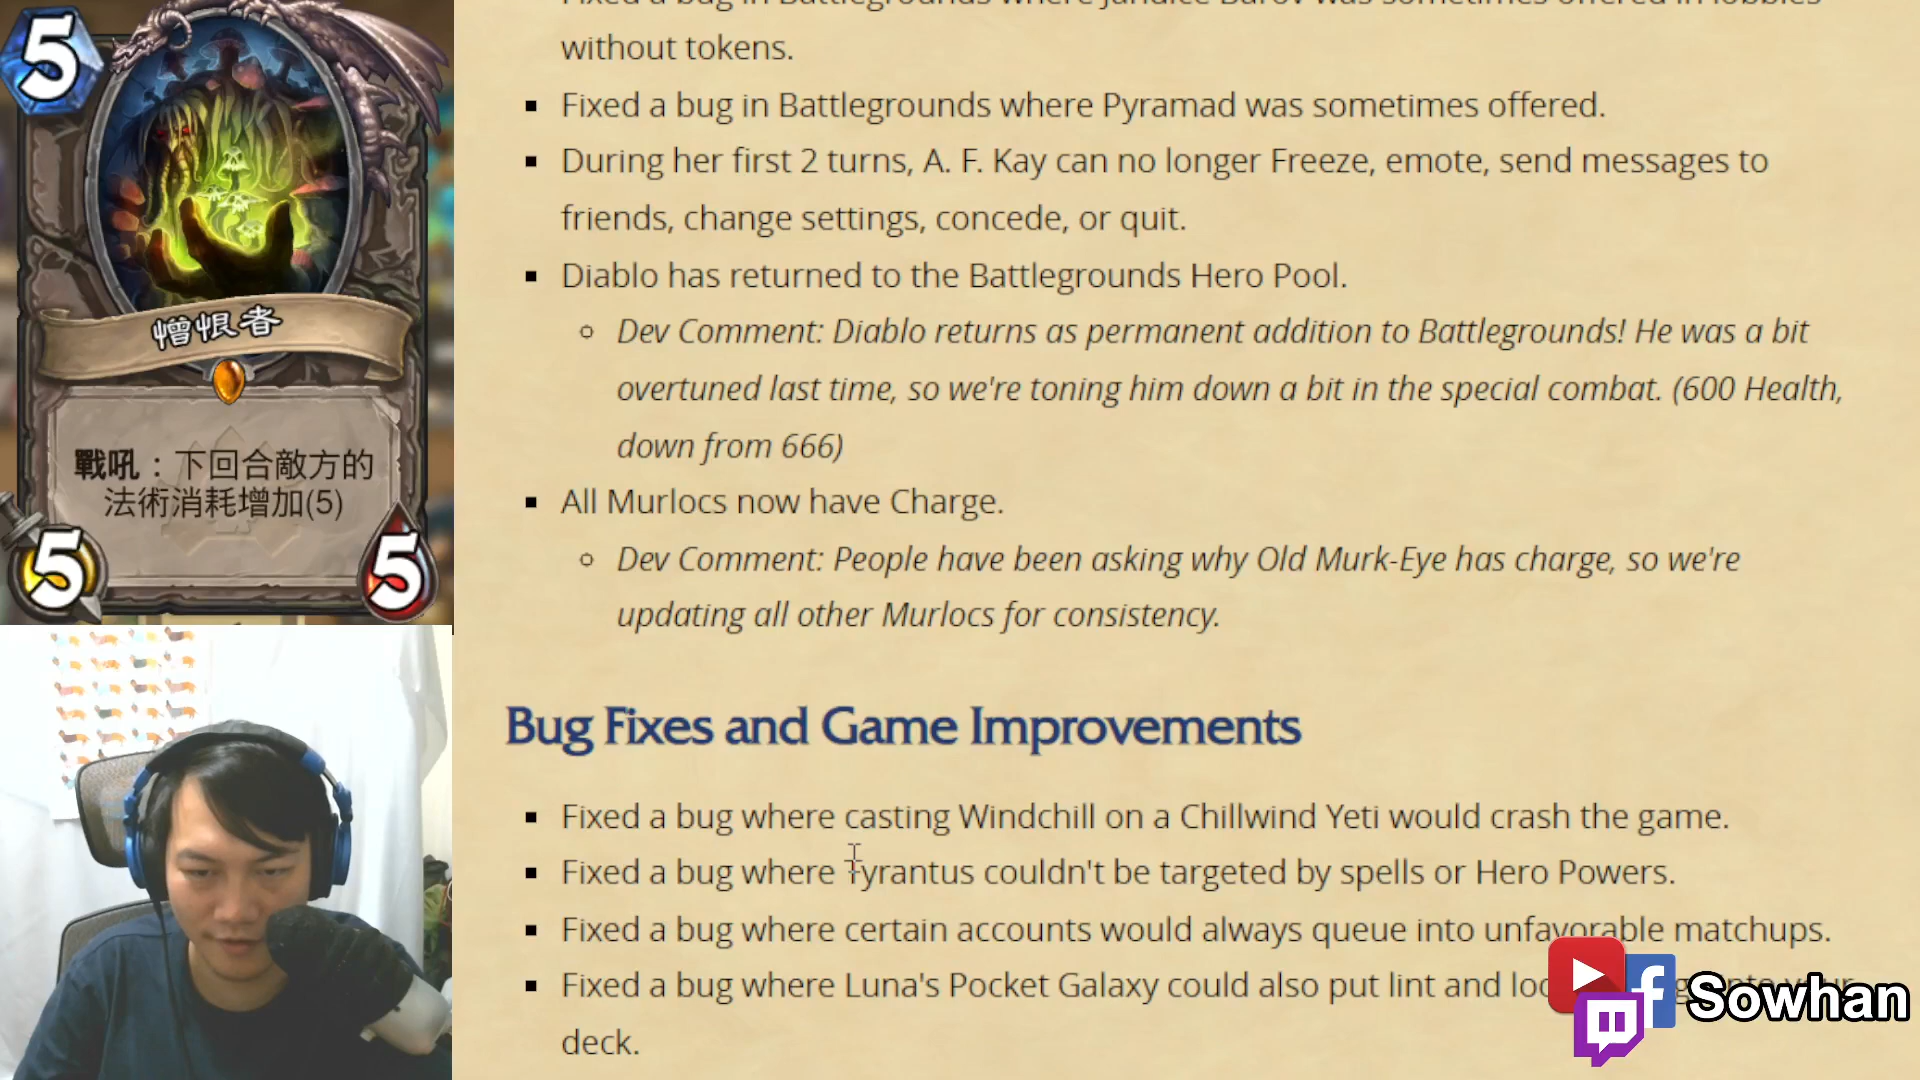 5
憎恨者
戰吼：下回合敵方的
法術消耗增加(5)
5
5
without tokens.
Fixed a bug in Battlegrounds where Pyramad was sometimes offered.
During her first 2 turns, A. F. Kay can no longer Freeze, emote, send messages to
friends, change settings, concede, or quit.
Diablo has returned to the Battlegrounds Hero Pool.
Dev Comment: Diablo returns as permanent addition to Battlegrounds! He was a bit
overtuned last time, so we're toning him down a bit in the special combat. (600 Health,
down from 666)
All Murlocs now have Charge.
Dev Comment: People have been asking why Old Murk-Eye has charge, so we're
updating all other Murlocs for consistency.
Bug Fixes and Game Improvements
Fixed a bug where casting Windchill on a Chillwind Yeti would crash the game.
Fixed a bug where Tyrantus couldn't be targeted by spells or Hero Powers.
Fixed a bug where certain accounts would always queue into unfavorable matchups.
Fixed a bug where Luna's Pocket Galaxy could also put lint and
deck.
Sowhan